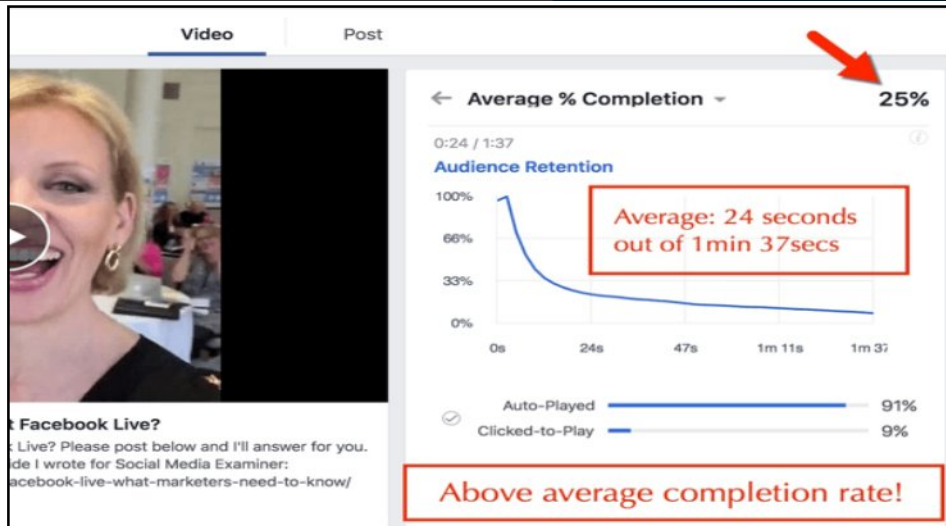 Video
Post
Average % Completion
25%
0:24 / 1:37
Audience Retention
100%
66%
33%
0%
0s
24s
47s
1m 11s
1m 37
Average: 24 seconds
out of 1min 37secs
Auto-Played
91%
Clicked-to-Play
9%
Above average completion rate!
t Facebook Live?
Live? Please post below and I'll answer for you.
ide I wrote for Social Media Examiner:
acebook-live-what-marketers-need-to-know/